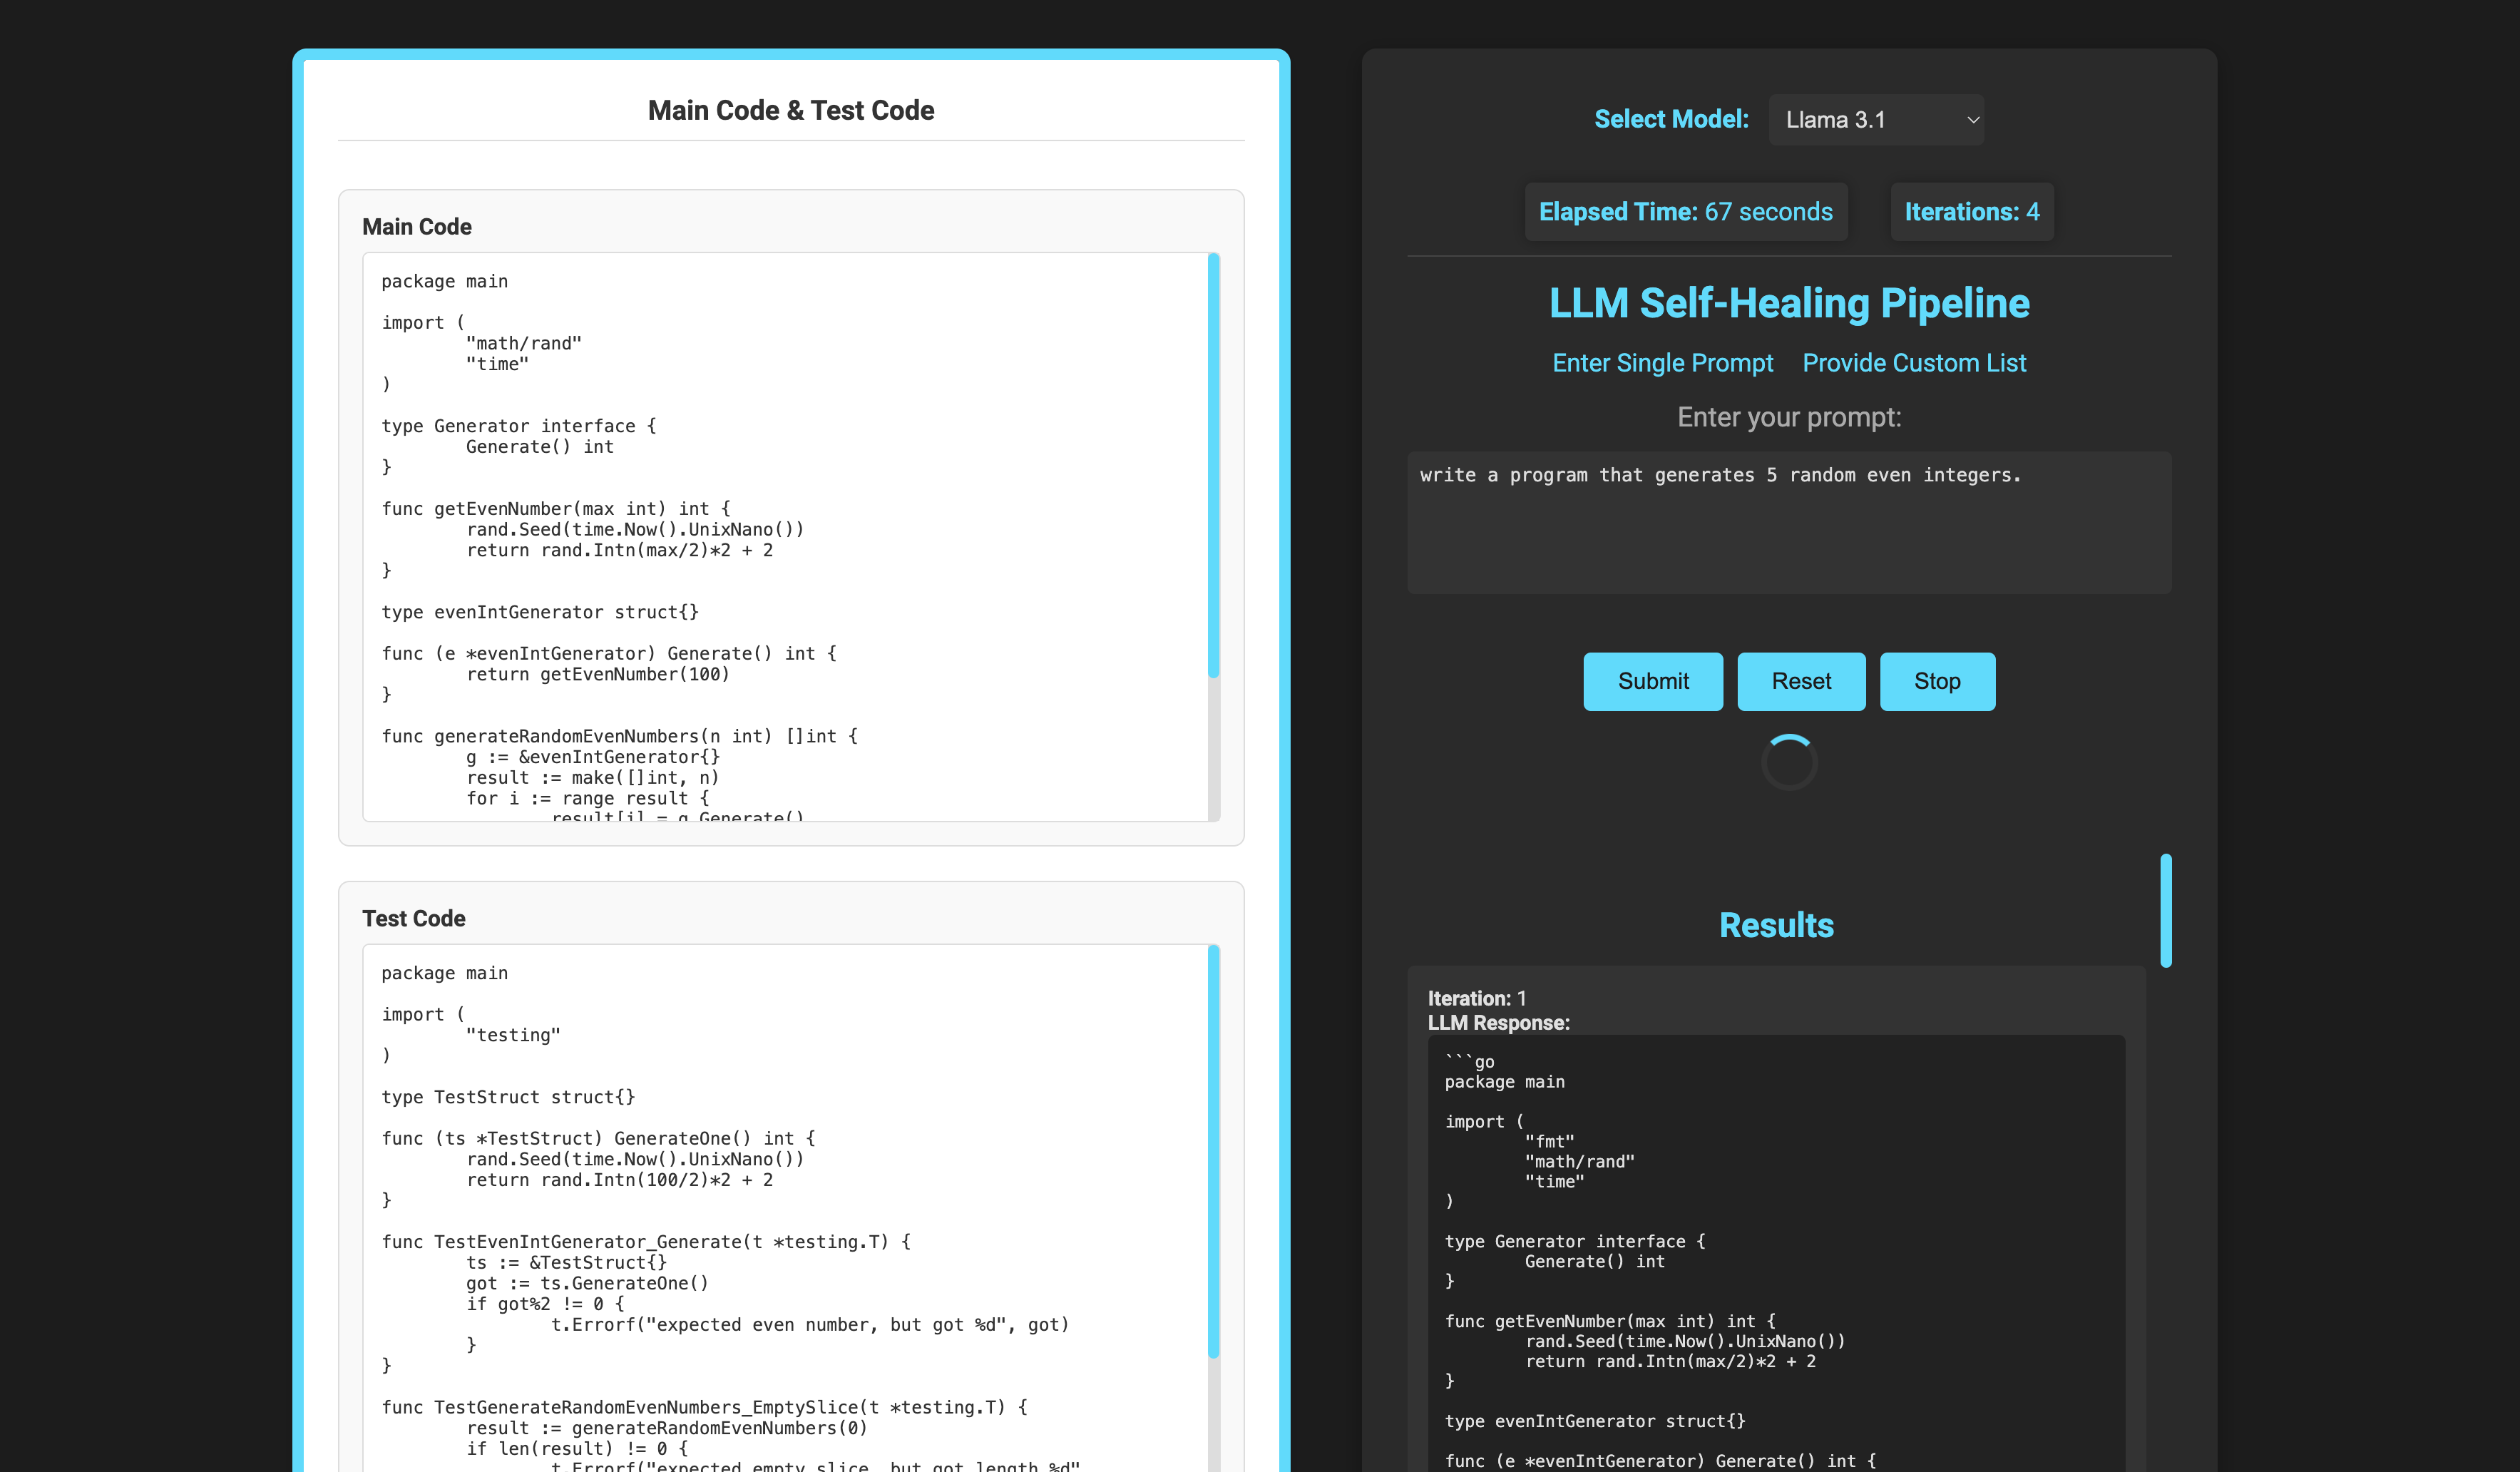 Main Code & Test Code
Main Code
package main
import (
"math/rand"
"time"
)
type Generator interface {
Generate() int
}
func getEvenNumber(max int) int {
rand.Seed(time.Now().UnixNano())
return rand.Intn(max/2)*2 + 2
}
type evenIntGenerator struct{}
func (e *evenIntGenerator) Generate() int {
return getEvenNumber(100)
}
func generateRandomEvenNumbers(n int) []int {
g := &evenIntGenerator{}
result := make([]int, n)
for i := range result {
result[i] = g.Generate()
Test Code
package main
import (
"testing"
)
type TestStruct struct{}
func (ts *TestStruct) GenerateOne() int {
rand.Seed(time.Now().UnixNano())
return rand.Intn(100/2)*2 + 2
}
func TestEvenIntGenerator_Generate(t *testing.T) {
ts := &TestStruct{}
got := ts.GenerateOne()
if got%2 != 0 {
t.Errorf("expected even number, but got %d", got)
}
}
func TestGenerateRandomEvenNumbers_EmptySlice(t *testing.T) {
result := generateRandomEvenNumbers(0)
if len(result) != 0 {
t.Errorf("expected empty slice, but got length %d"
Select Model: Llama 3.1
Elapsed Time: 67 seconds Iterations: 4
LLM Self-Healing Pipeline
Enter Single Prompt Provide Custom List
Enter your prompt:
write a program that generates 5 random even integers.
Submit Reset Stop
Results
Iteration: 1
LLM Response:
```go
package main
import (
"fmt"
"math/rand"
"time"
)
type Generator interface {
Generate() int
}
func getEvenNumber(max int) int {
rand.Seed(time.Now().UnixNano())
return rand.Intn(max/2)*2 + 2
}
type evenIntGenerator struct{}
func (e *evenIntGenerator) Generate() int {